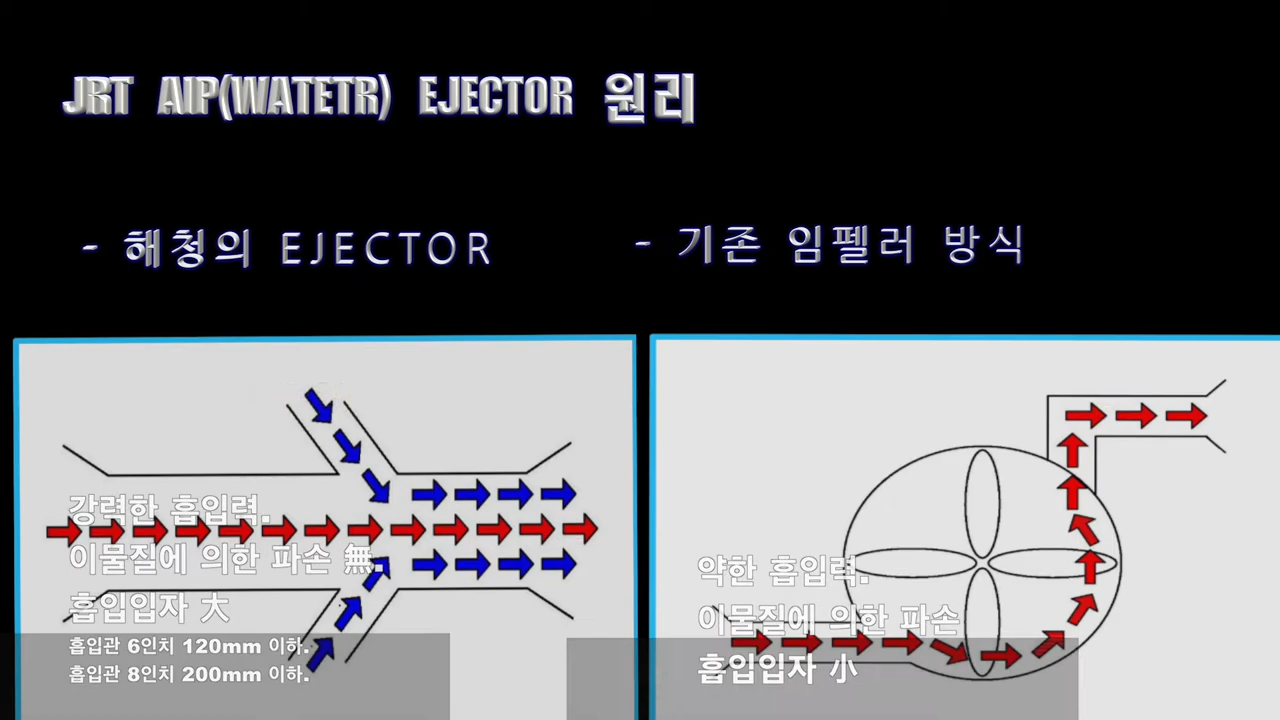 JRT AIP(WATETR) EJECTOR 원리
- 해청의 EJECTOR
- 기존 임펠러 방식
강력한 흡입력.
이물질에 의한 파손 無.
흡입입자 大
흡입관 6인치 120mm 이하.
흡입관 8인치 200mm 이하.
약한 흡입력.
이물질에 의한 파손
흡입입자 小